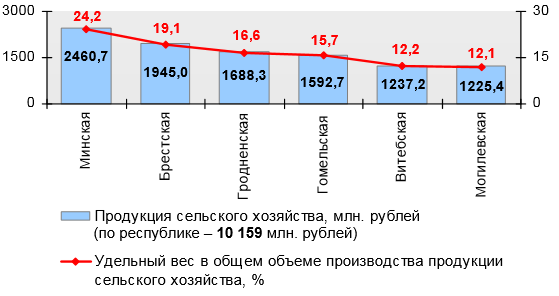 3000
1500
0
30
15
0
24,2
19,1
16,6
15,7
12,2
12,1
2460,7
1945,0
1688,3
1592,7
1237,2
1225,4
Минская
Брестская
Гродненская
Гомельская
Витебская
Могилевская
Продукция сельского хозяйства, млн. рублей
(по республике – 10 159 млн. рублей)
Удельный вес в общем объеме производства продукции
сельского хозяйства, %